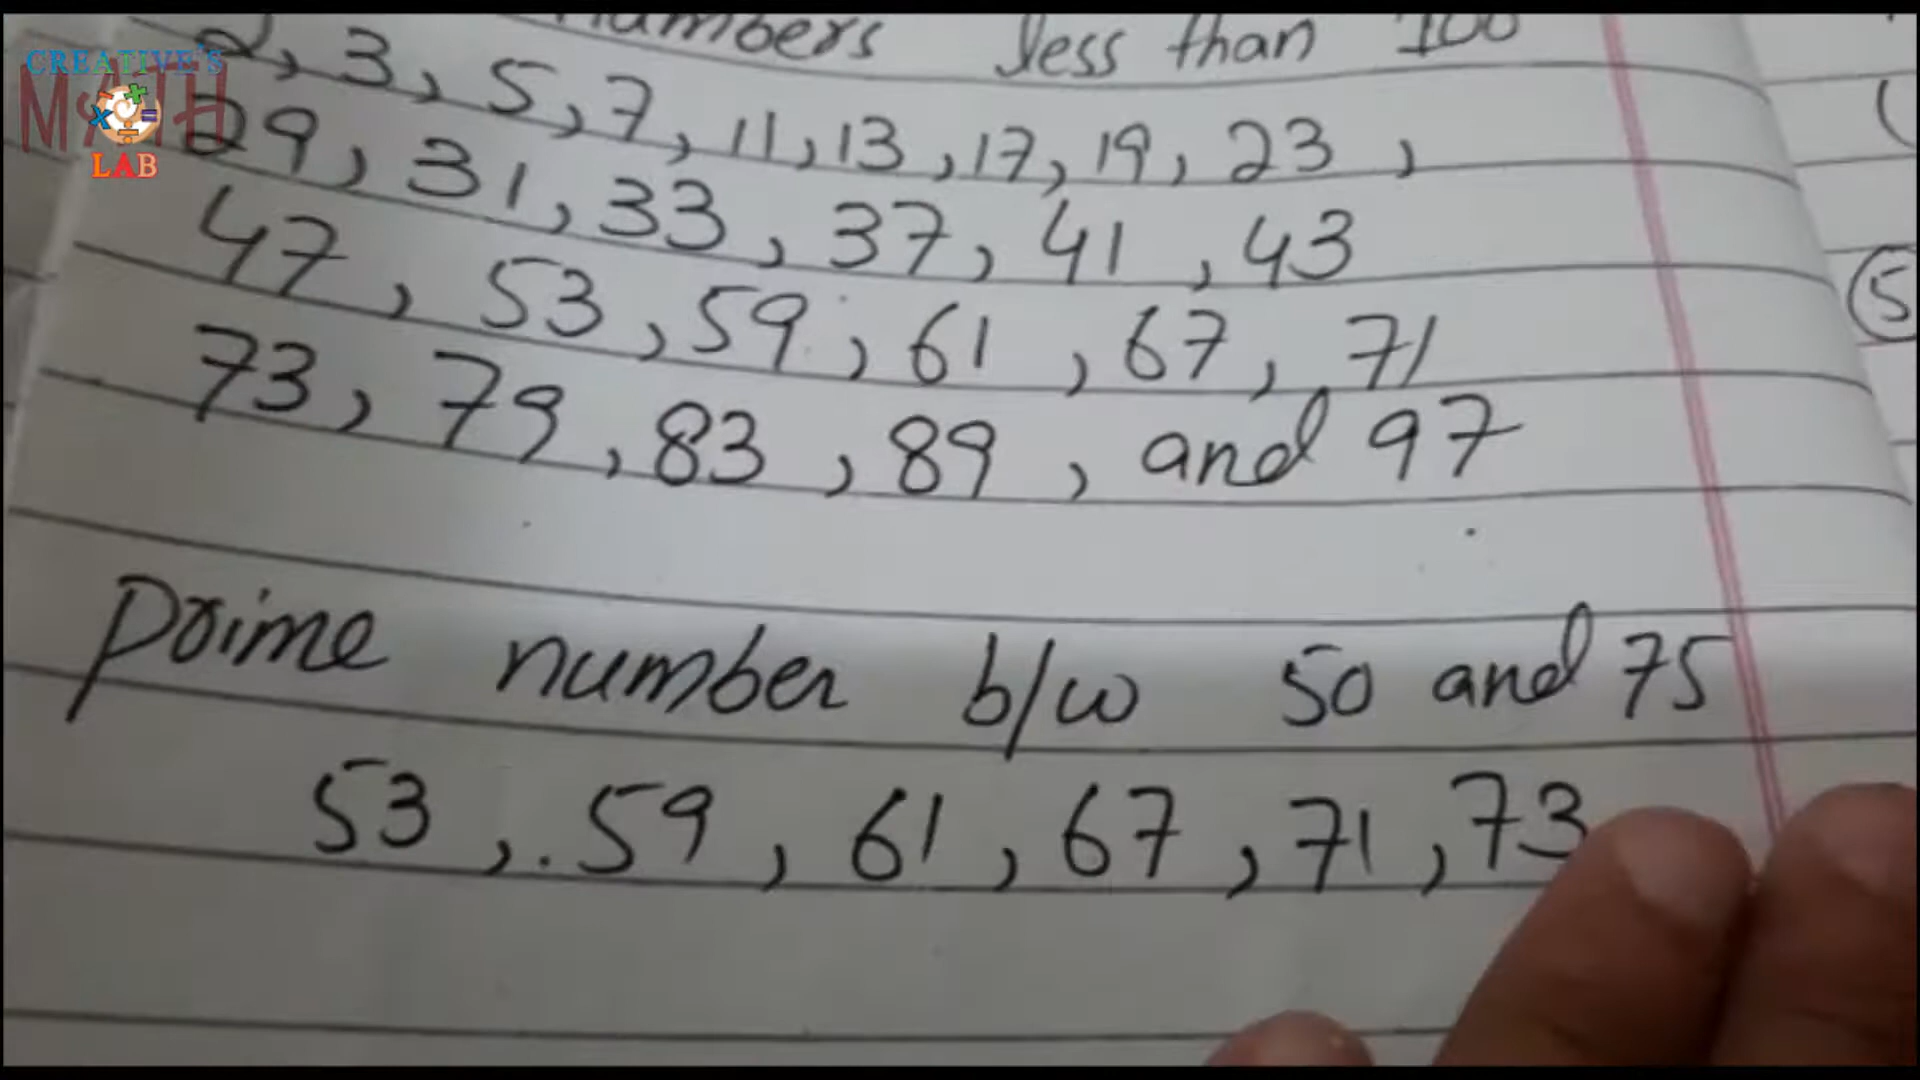 numbers less than 100
CREATIVE'S
MATH
LAB
2, 3, 5, 7, 11, 13, 17, 19, 23,
29, 31, 33, 37, 41, 43
47, 53, 59, 61, 67, 71
73, 79, 83, 89, and 97
prime number b/w 50 and 75
53, 59, 61, 67, 71, 73
(
5